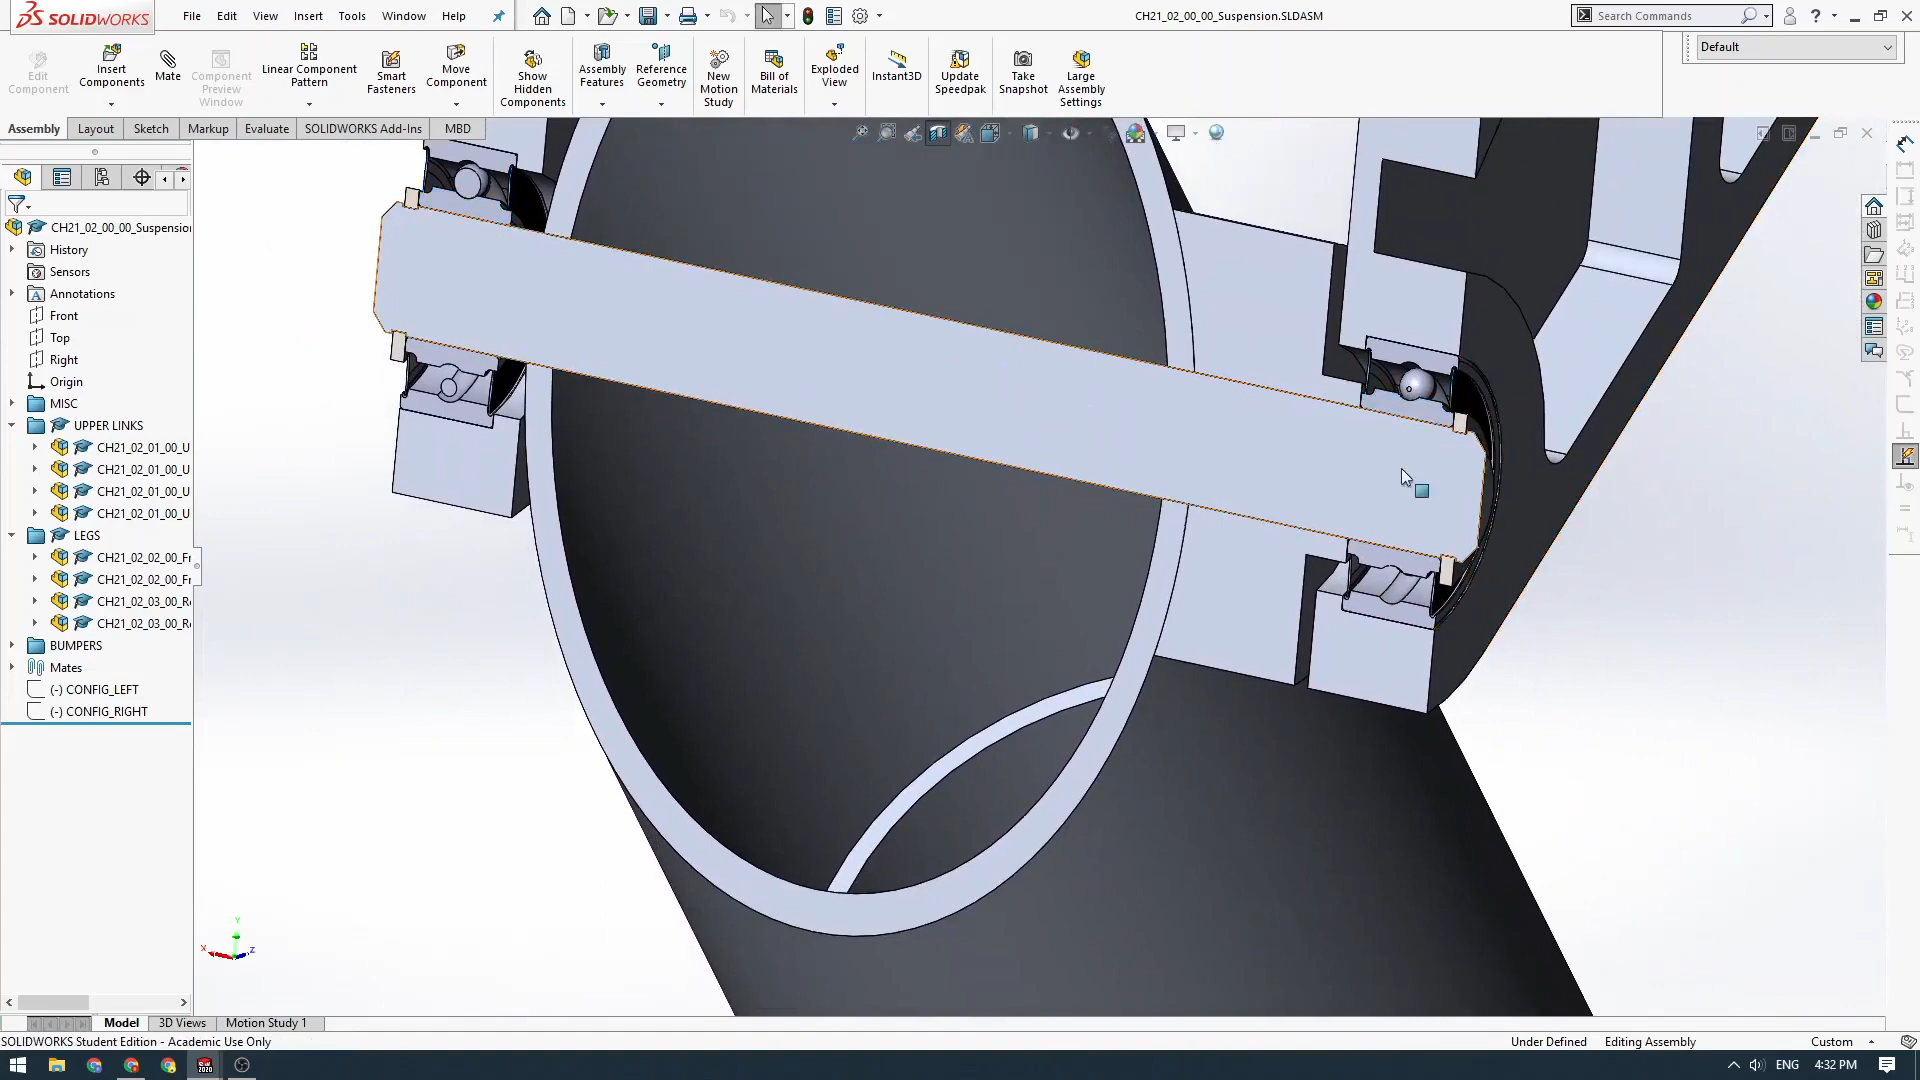 SOLIDWORKS
File Edit View Insert Tools Window Help
CH21_02_00_00_Suspension.SLDASM
Search Commands
Edit Component
Insert Components
Mate
Component Preview Window
Linear Component Pattern
Smart Fasteners
Move Component
Show Hidden Components
Assembly Features
Reference Geometry
New Motion Study
Bill of Materials
Exploded View
Instant3D
Update Speedpak
Take Snapshot
Large Assembly Settings
Default
Assembly Layout Sketch Markup Evaluate SOLIDWORKS Add-Ins MBD
CH21_02_00_00_Suspension
History
Sensors
Annotations
Front
Top
Right
Origin
MISC
UPPER LINKS
CH21_02_01_00_U
CH21_02_01_00_U
CH21_02_01_00_U
CH21_02_01_00_U
LEGS
CH21_02_02_00_Fr
CH21_02_02_00_Fr
CH21_02_03_00_Re
CH21_02_03_00_Re
BUMPERS
Mates
(-) CONFIG_LEFT
(-) CONFIG_RIGHT
Y
X
Z
Model 3D Views Motion Study 1
SOLIDWORKS Student Edition - Academic Use Only
Under Defined Editing Assembly Custom
ENG 4:32 PM